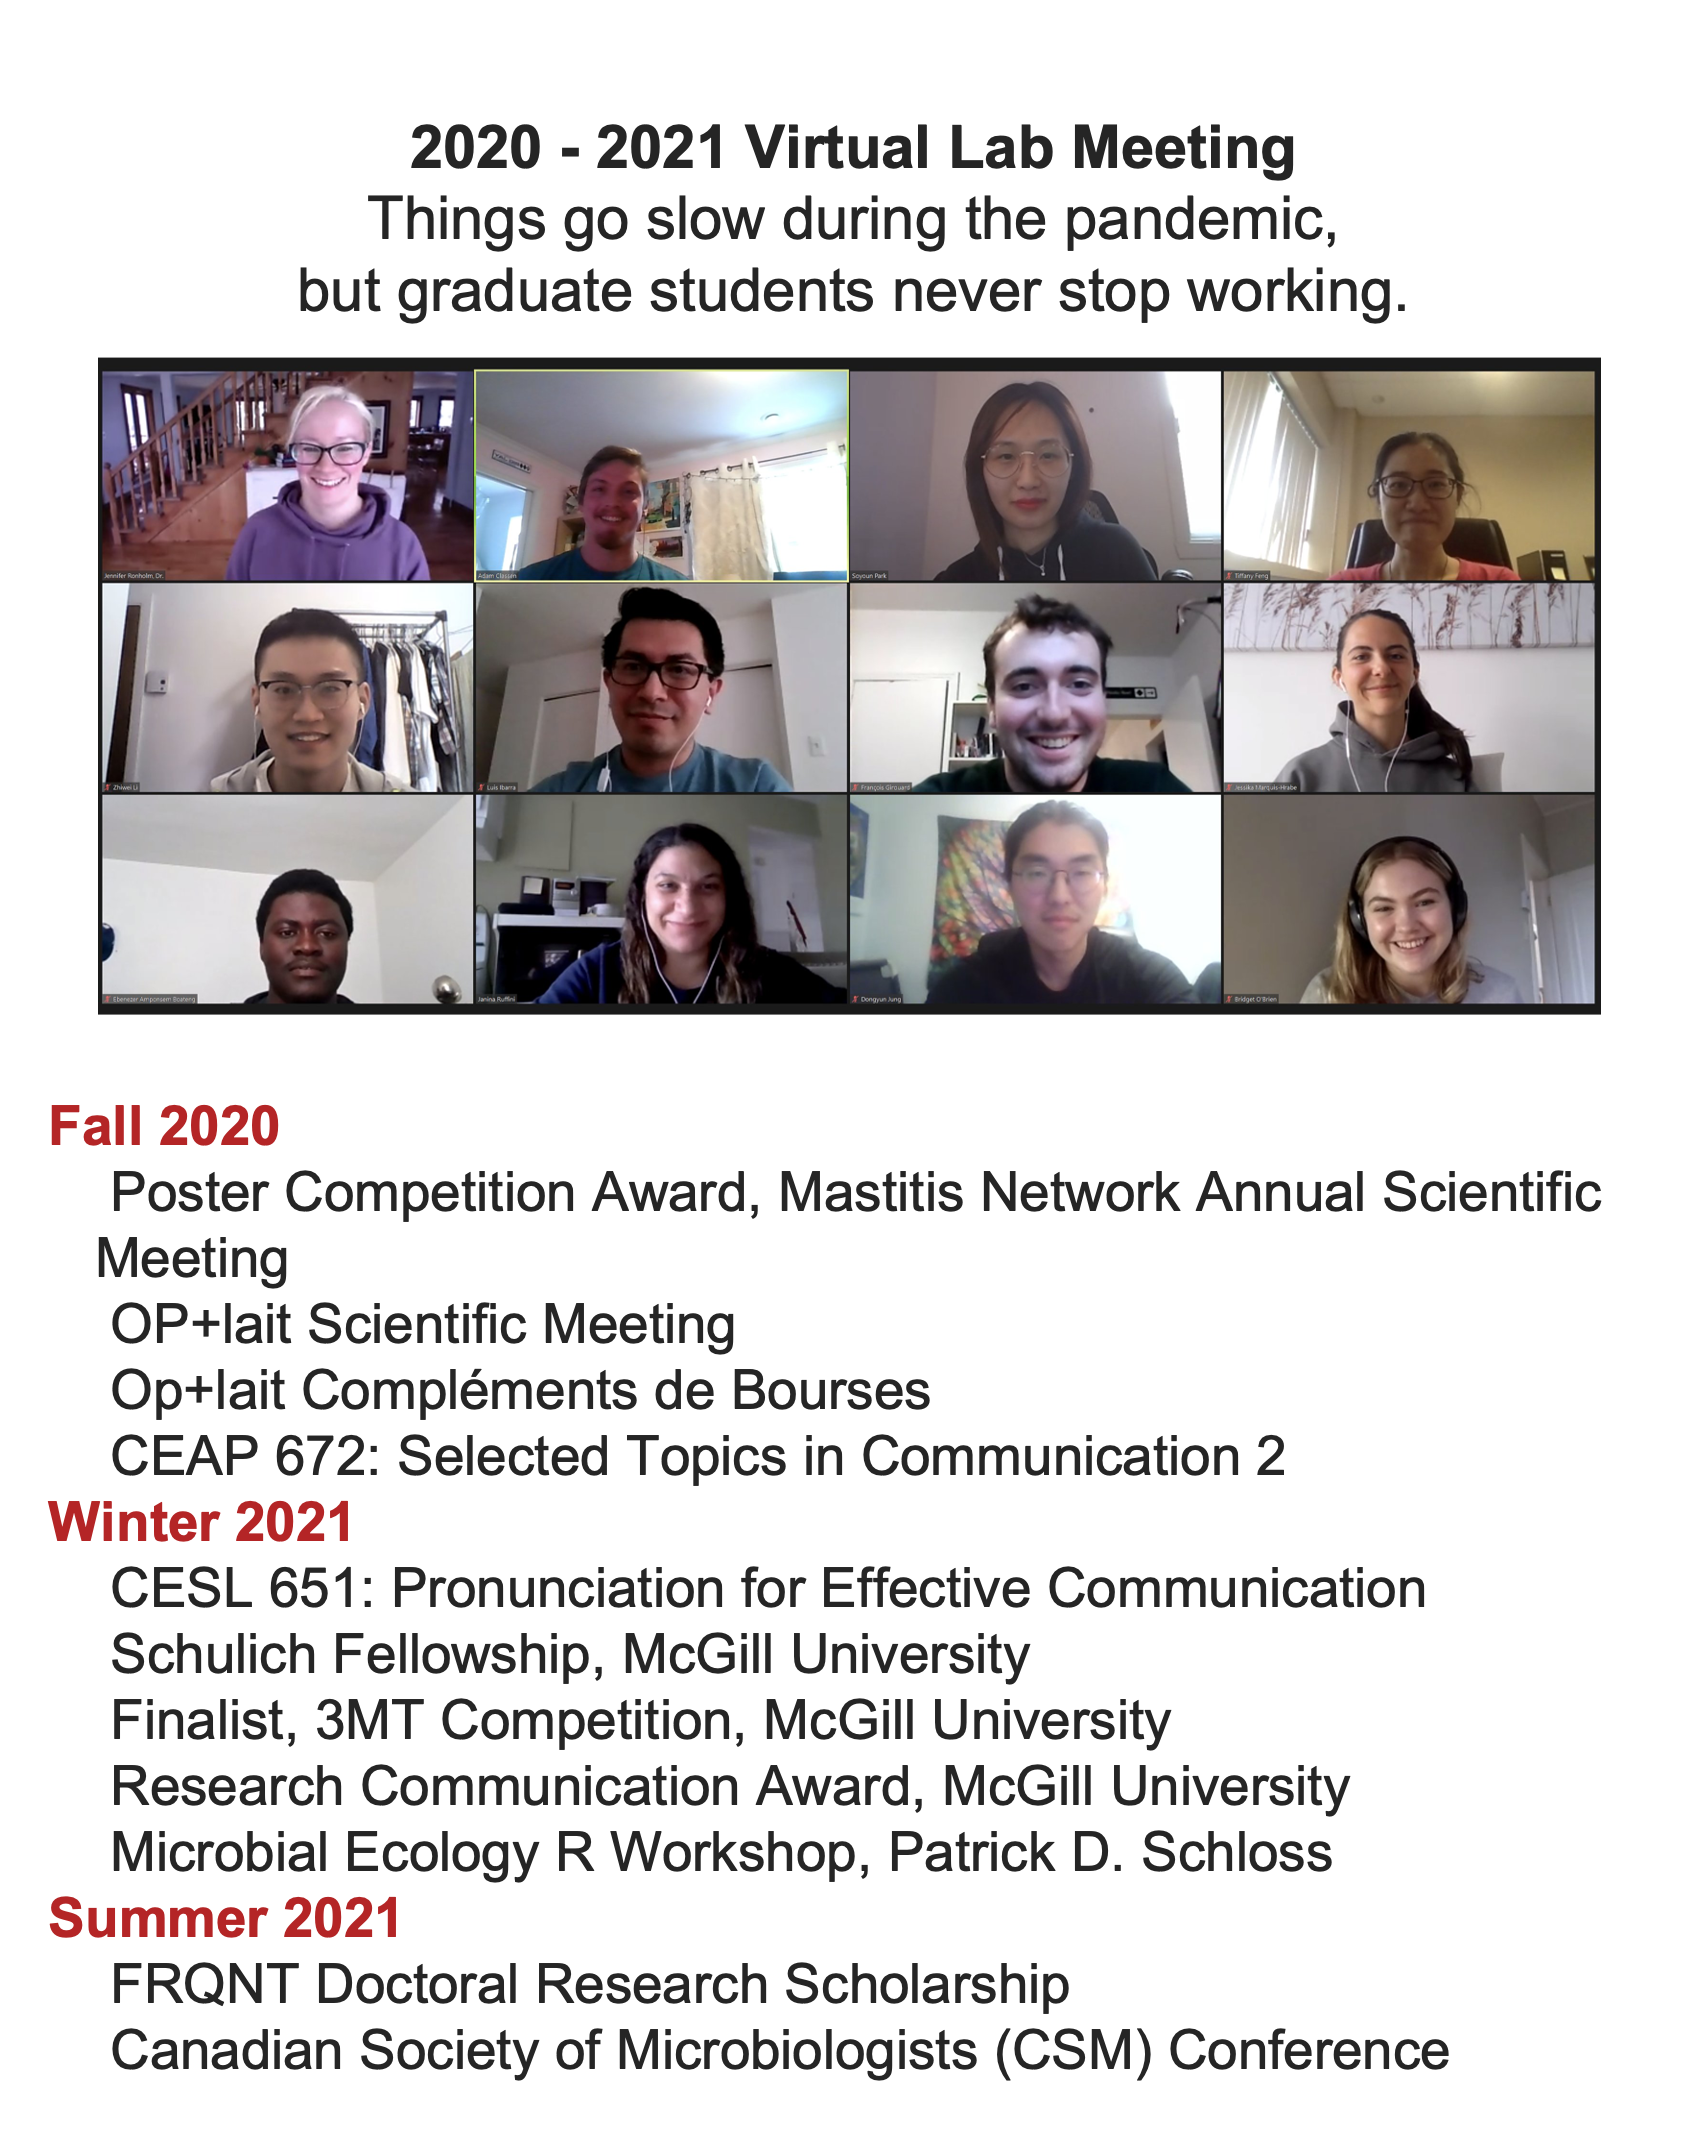 2020 - 2021 Virtual Lab Meeting
Things go slow during the pandemic,
but graduate students never stop working.
Jennifer Ronholm, Dr.
Adam Classen
Soyoun Park
Tiffany Feng
Zhiwei Li
Luis Ibarra
François Girouard
Jessika Marquis-Hrabe
Ebenezer Amponsem Boateng
Janina Ruffini
Dongyun Jung
Bridget O'Brien
Fall 2020
Poster Competition Award, Mastitis Network Annual Scientific
Meeting
OP+lait Scientific Meeting
Op+lait Compléments de Bourses
CEAP 672: Selected Topics in Communication 2
Winter 2021
CESL 651: Pronunciation for Effective Communication
Schulich Fellowship, McGill University
Finalist, 3MT Competition, McGill University
Research Communication Award, McGill University
Microbial Ecology R Workshop, Patrick D. Schloss
Summer 2021
FRQNT Doctoral Research Scholarship
Canadian Society of Microbiologists (CSM) Conference